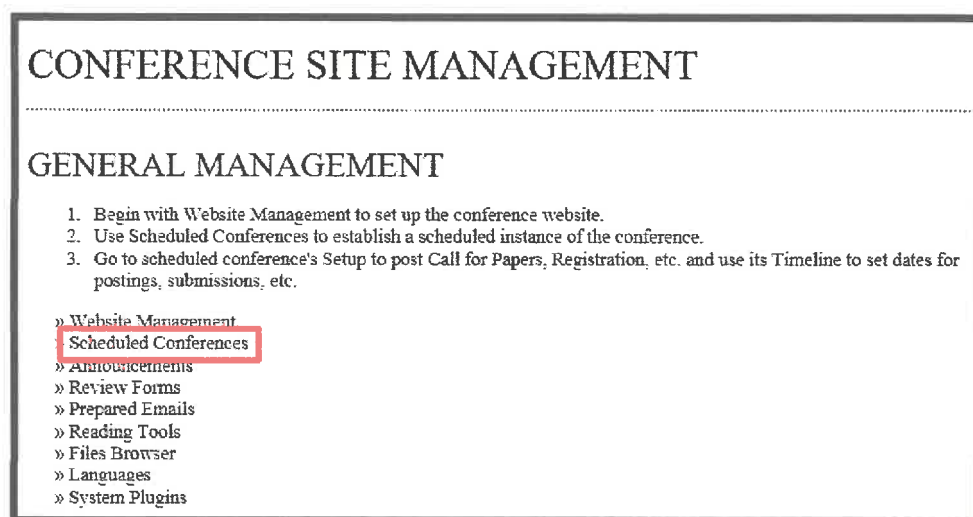 CONFERENCE SITE MANAGEMENT
GENERAL MANAGEMENT
1. Begin with Website Management to set up the conference website.
2. Use Scheduled Conferences to establish a scheduled instance of the conference.
3. Go to scheduled conference's Setup to post Call for Papers, Registration, etc. and use its Timeline to set dates for
postings, submissions, etc.
» Website Management
» Scheduled Conferences
» Announcements
» Review Forms
» Prepared Emails
» Reading Tools
» Files Browser
» Languages
» System Plugins